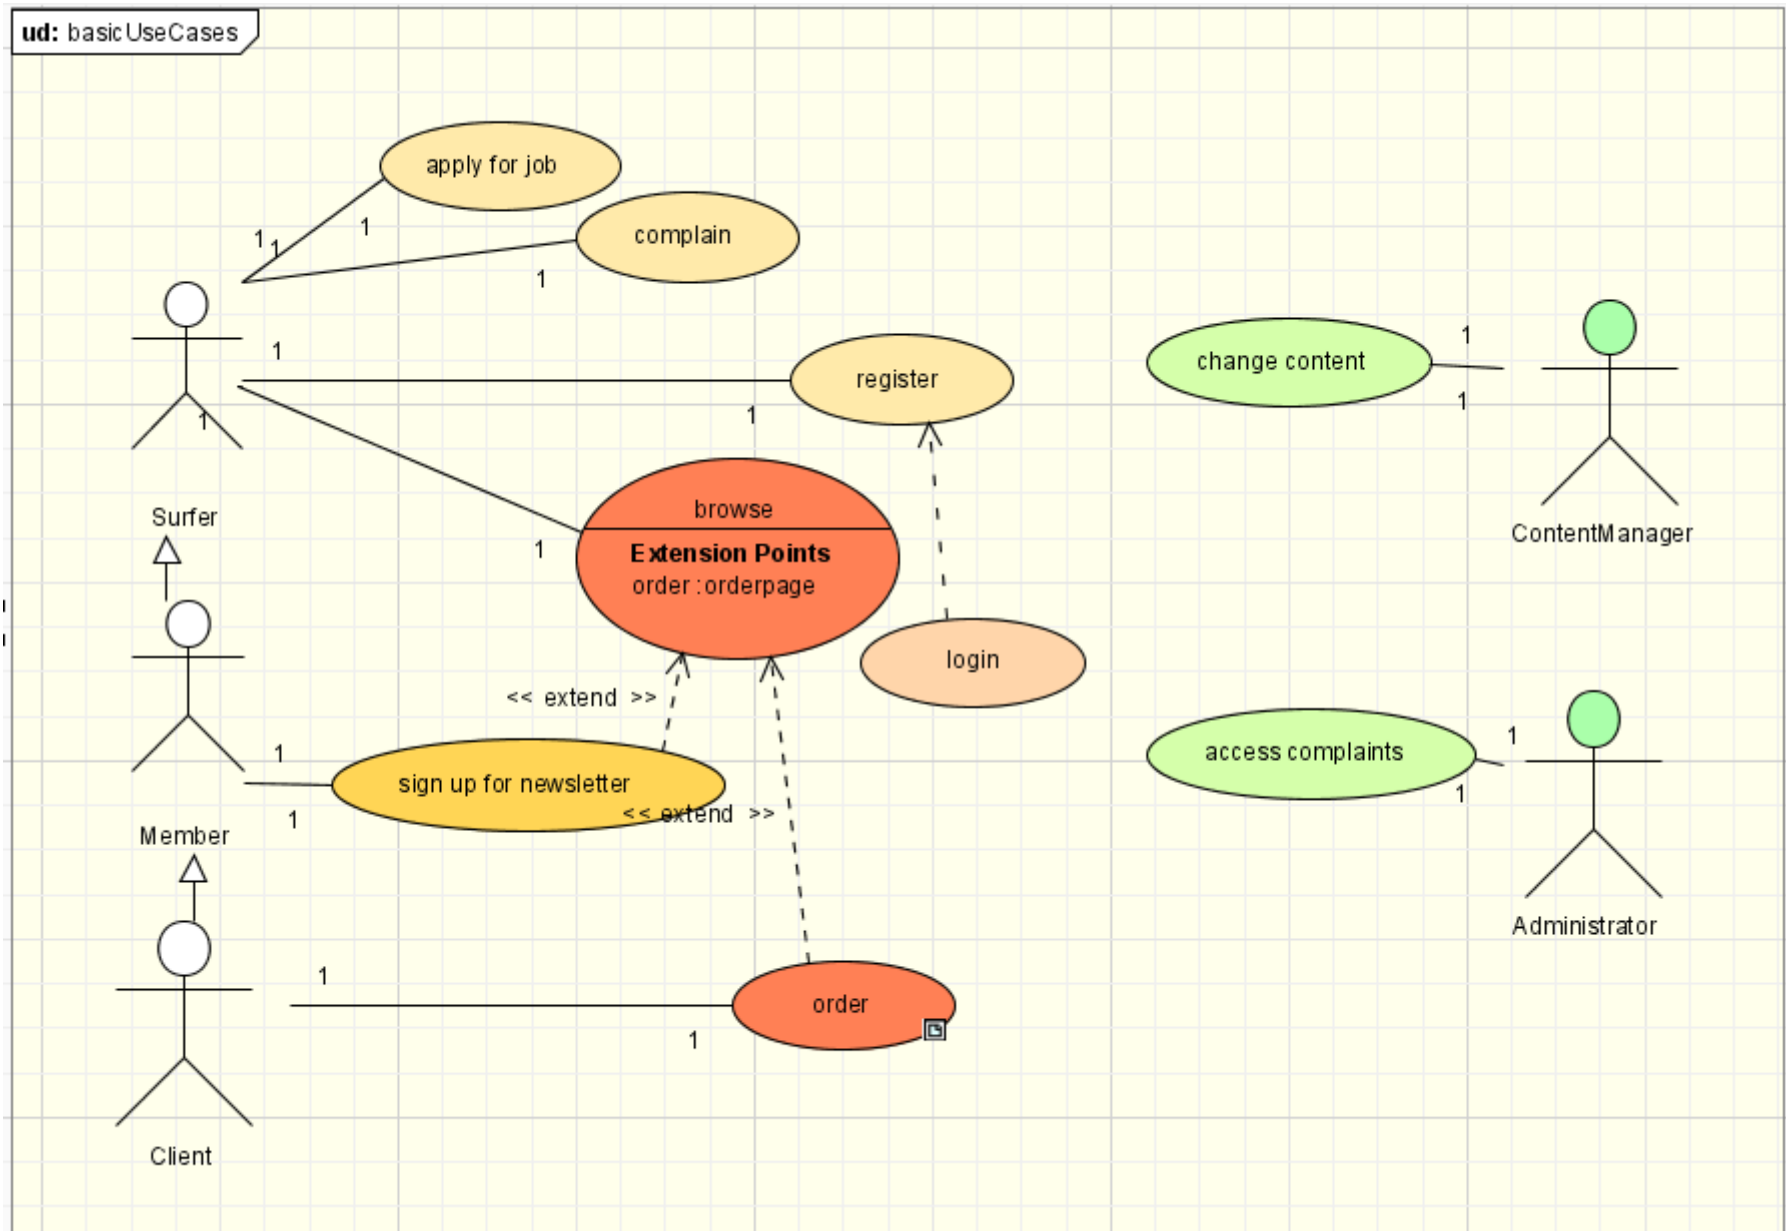 ud: basicUseCases
apply for job
complain
1
1
1
1
1
register
1
1
1
browse
Extension Points
order : orderpage
1
change content
1
1
ContentManager
Surfer
login
<< extend >>
1
sign up for newsletter
1
<< extend >>
Member
access complaints
1
1
Administrator
1
order
1
Client